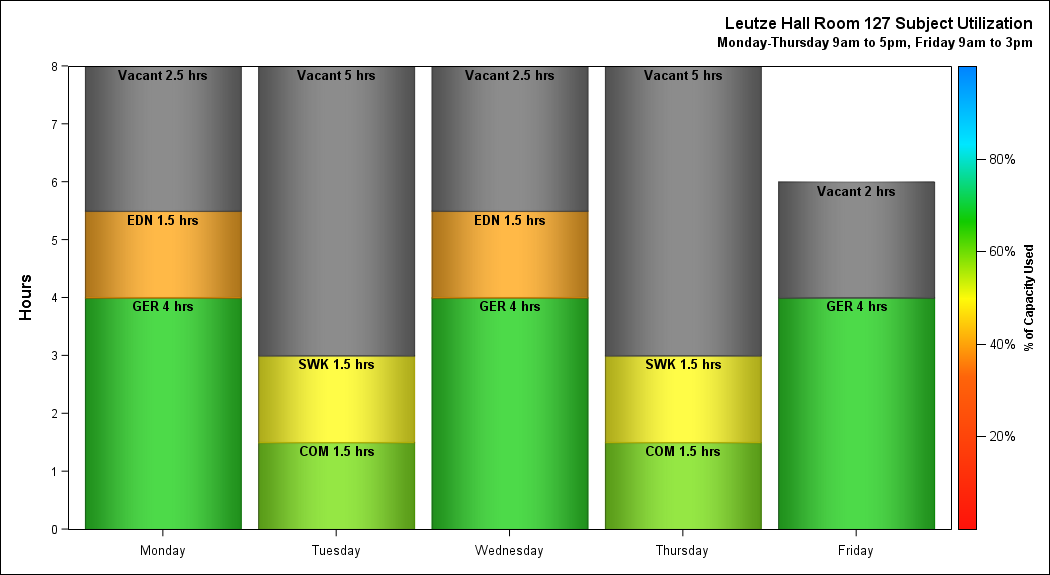 Leutze Hall Room 127 Subject Utilization
Monday-Thursday 9am to 5pm, Friday 9am to 3pm
8
7
6
5
4
3
2
1
0
Hours
Vacant 2.5 hrs
EDN 1.5 hrs
GER 4 hrs
Vacant 5 hrs
SWK 1.5 hrs
COM 1.5 hrs
Vacant 2.5 hrs
EDN 1.5 hrs
GER 4 hrs
Vacant 5 hrs
SWK 1.5 hrs
COM 1.5 hrs
Vacant 2 hrs
GER 4 hrs
Monday
Tuesday
Wednesday
Thursday
Friday
80%
60%
40%
20%
% of Capacity Used